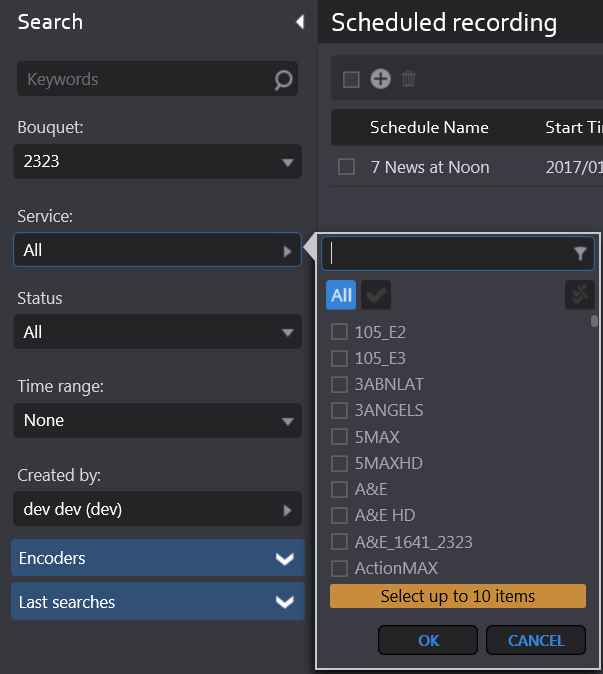 Search
Keywords
Bouquet:
2323
Service:
All
Status
All
Time range:
None
Created by:
dev dev (dev)
Encoders
Last searches
Scheduled recording
Schedule Name Start Ti
7 News at Noon 2017/01
All
105_E2
105_E3
3ABNLAT
3ANGELS
5MAX
5MAXHD
A&E
A&E HD
A&E_1641_2323
ActionMAX
Select up to 10 items
OK CANCEL